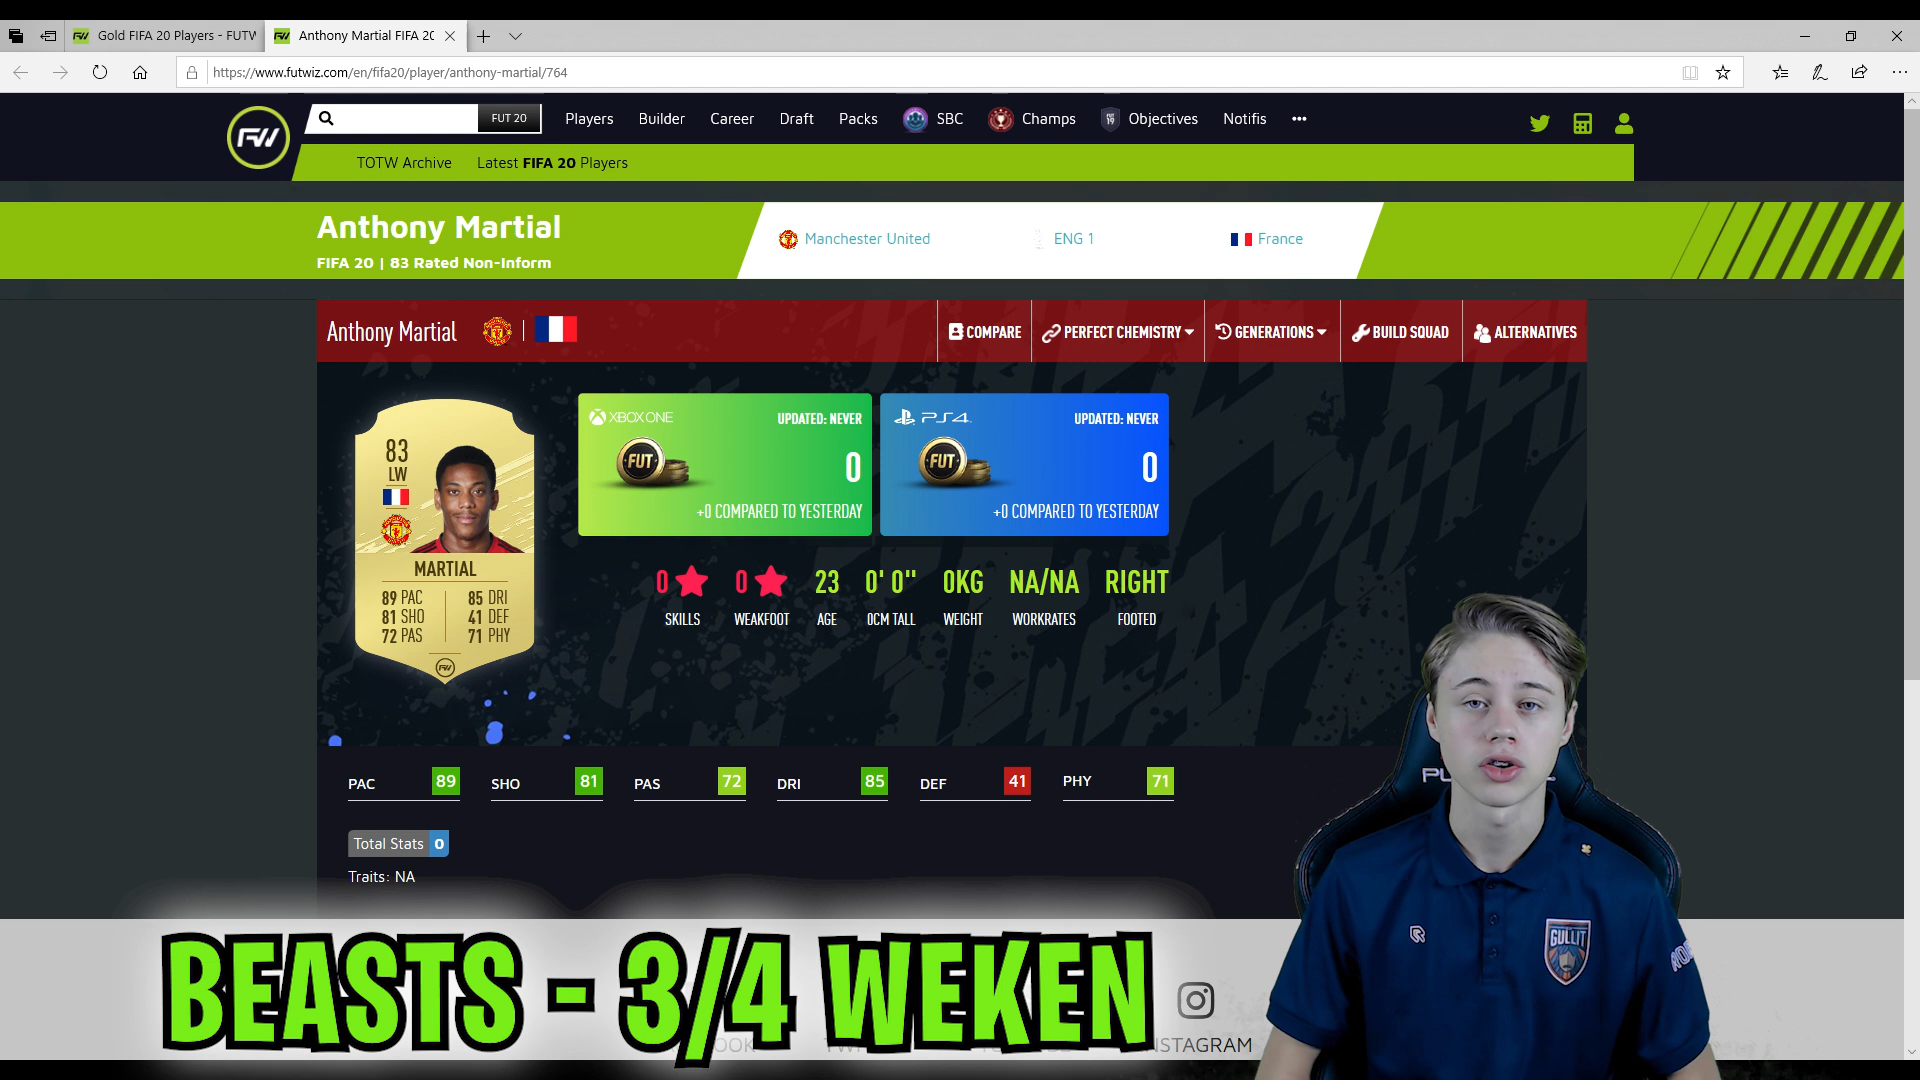 Gold FIFA 20 Players - FUTW
Anthony Martial FIFA 20
https://www.futwiz.com/en/fifa20/player/anthony-martial/764
FW
FUT 20
Players
Builder
Career
Draft
Packs
SBC
Champs
Objectives
Notifis
TOTW Archive
Latest FIFA 20 Players
Anthony Martial
FIFA 20 | 83 Rated Non-Inform
Manchester United
ENG 1
France
Anthony Martial
COMPARE
PERFECT CHEMISTRY
GENERATIONS
BUILD SQUAD
ALTERNATIVES
83
LW
MARTIAL
89 PAC
85 DRI
81 SHO
41 DEF
72 PAS
71 PHY
FW
XBOX ONE
UPDATED: NEVER
FUT
0
+0 COMPARED TO YESTERDAY
PS4
UPDATED: NEVER
FUT
0
+0 COMPARED TO YESTERDAY
0
SKILLS
0
WEAKFOOT
23
AGE
0' 0"
0CM TALL
0KG
WEIGHT
NA/NA
WORKRATES
RIGHT
FOOTED
PAC 89
SHO 81
PAS 72
DRI 85
DEF 41
PHY 71
Total Stats 0
Traits: NA
GULLIT
BEASTS - 3/4 WEKEN
INSTAGRAM